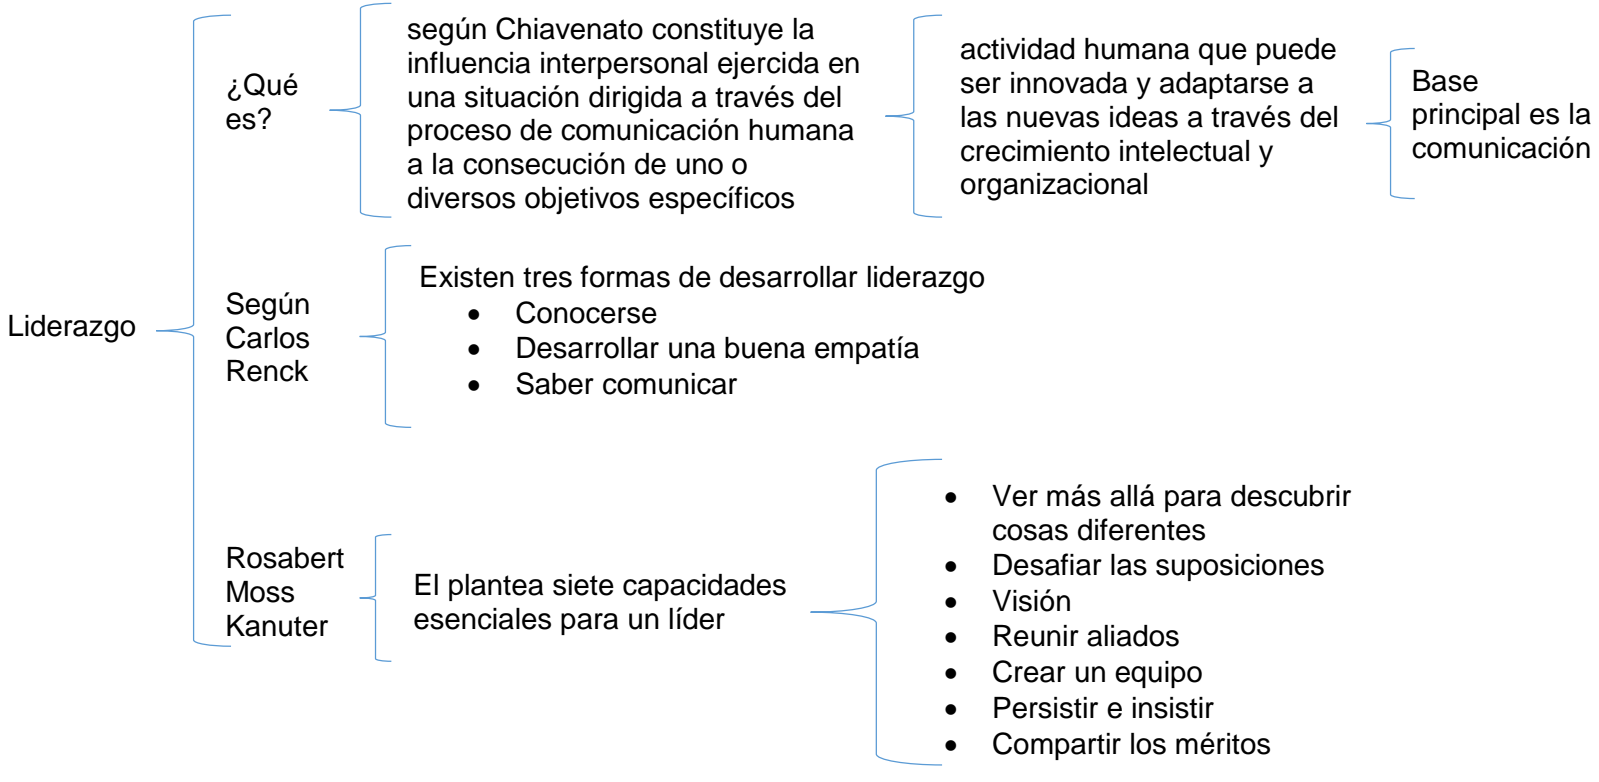 Liderazgo
¿Qué
es?
según Chiavenato constituye la
influencia interpersonal ejercida en
una situación dirigida a través del
proceso de comunicación humana
a la consecución de uno o
diversos objetivos específicos
actividad humana que puede
ser innovada y adaptarse a
las nuevas ideas a través del
crecimiento intelectual y
organizacional
Base
principal es la
comunicación
Según
Carlos
Renck
Existen tres formas de desarrollar liderazgo
• Conocerse
• Desarrollar una buena empatía
• Saber comunicar
Rosabert
Moss
Kanuter
El plantea siete capacidades
esenciales para un líder
• Ver más allá para descubrir
cosas diferentes
• Desafiar las suposiciones
• Visión
• Reunir aliados
• Crear un equipo
• Persistir e insistir
• Compartir los méritos